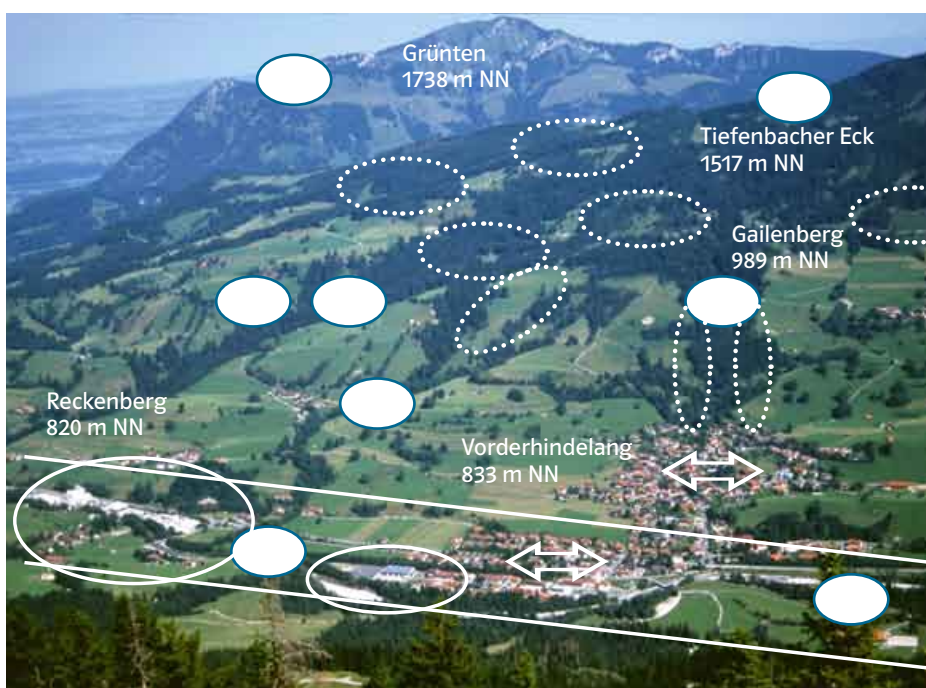 Grünten
1738 m NN
Tiefenbacher Eck
1517 m NN
Gailenberg
989 m NN
Reckenberg
820 m NN
Vorderhindelang
833 m NN